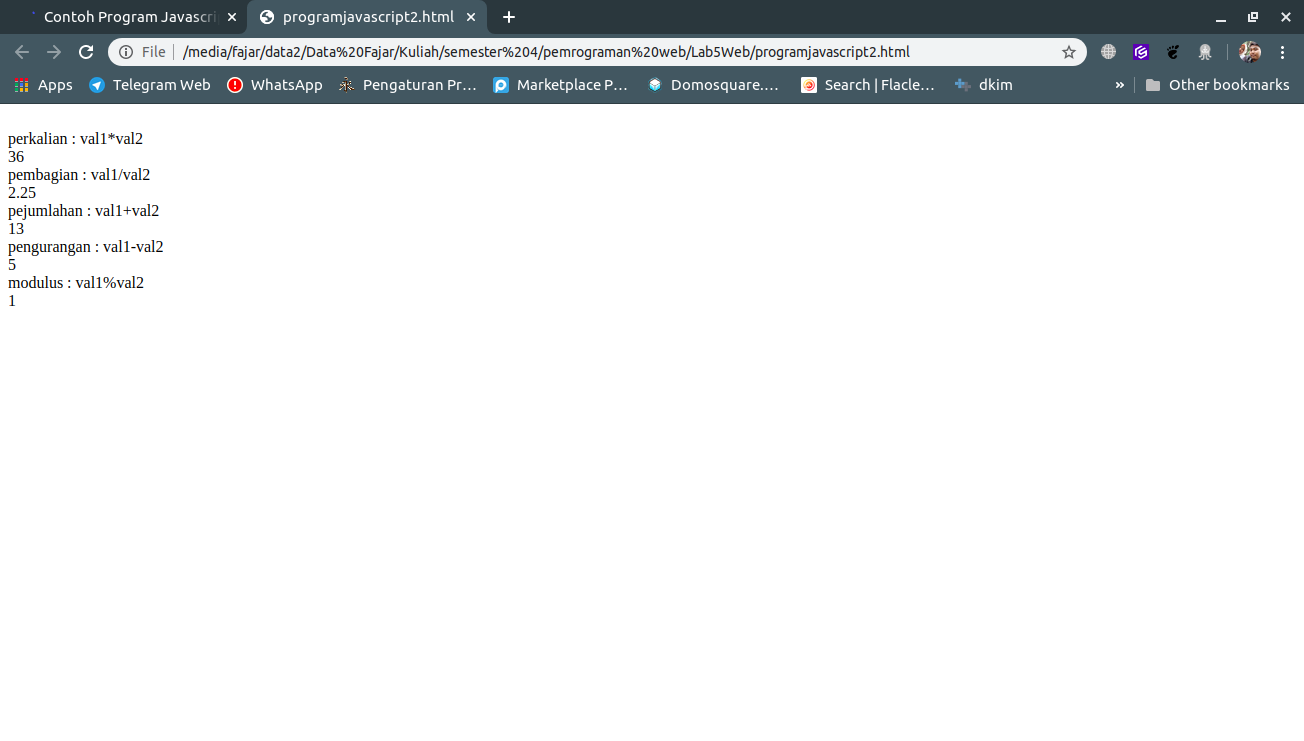 Contoh Program Javascri
programjavascript2.html
File
/media/fajar/data2/Data%20Fajar/Kuliah/semester%204/pemrograman%20web/Lab5Web/programjavascript2.html
Apps
Telegram Web
WhatsApp
Pengaturan Pr…
Marketplace P…
Domosquare.…
Search | Flacle…
dkim
»
Other bookmarks
perkalian : val1*val2
36
pembagian : val1/val2
2.25
pejumlahan : val1+val2
13
pengurangan : val1-val2
5
modulus : val1%val2
1